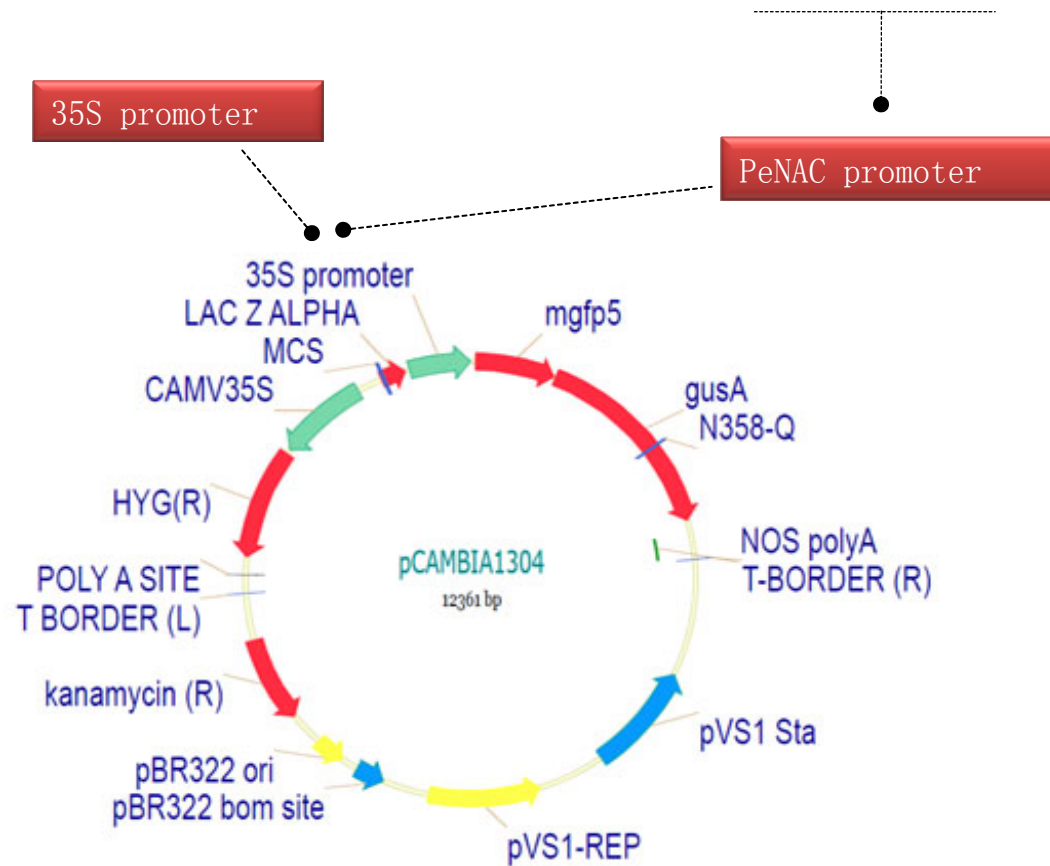 35S promoter
PeNAC promoter
35S promoter
LAC Z ALPHA
MCS
CAMV35S
HYG(R)
POLY A SITE
T BORDER (L)
kanamycin (R)
pBR322 ori
pBR322 bom site
pVS1-REP
pVS1 Sta
NOS polyA
T-BORDER (R)
gusA
N358-Q
mgfp5
pCAMBIA1304
12361 bp